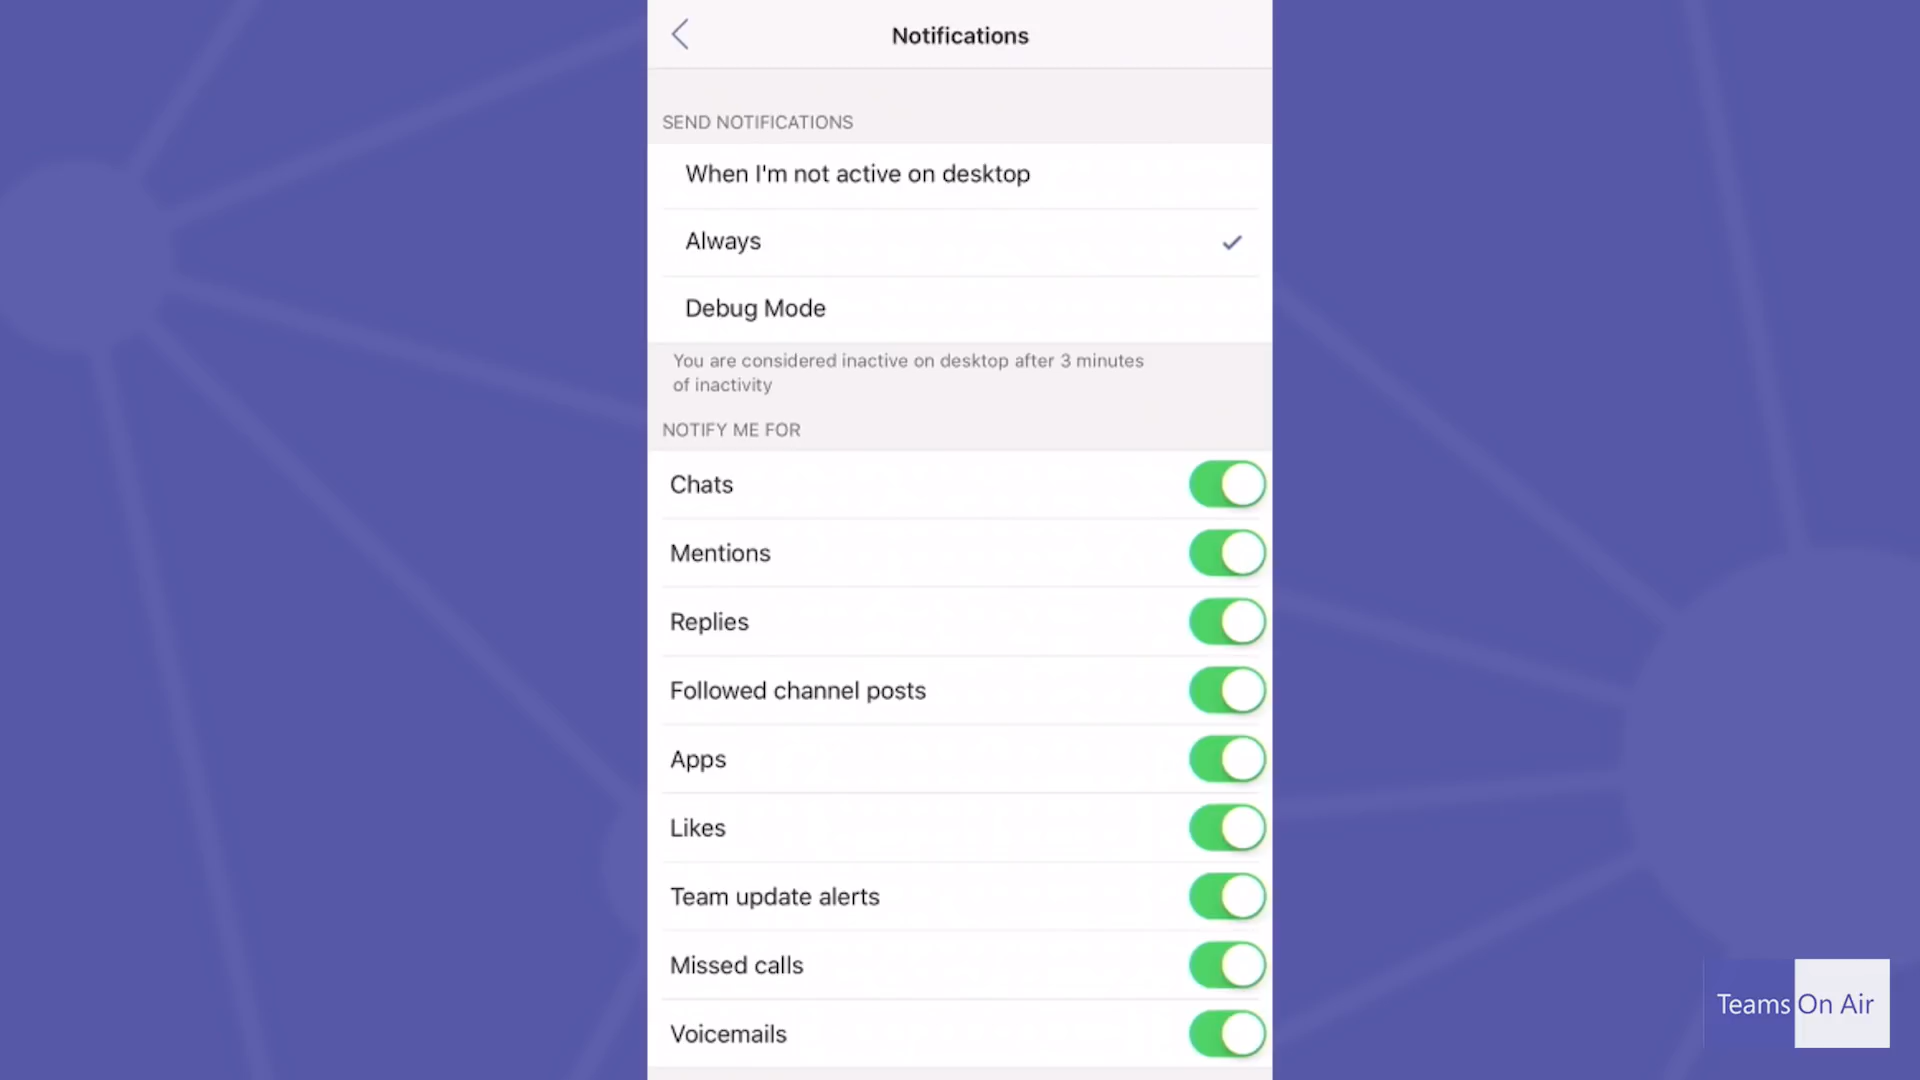 Notifications
SEND NOTIFICATIONS
When I'm not active on desktop
Always
Debug Mode
You are considered inactive on desktop after 3 minutes
of inactivity
NOTIFY ME FOR
Chats
Mentions
Replies
Followed channel posts
Apps
Likes
Team update alerts
Missed calls
Voicemails
Teams On Air